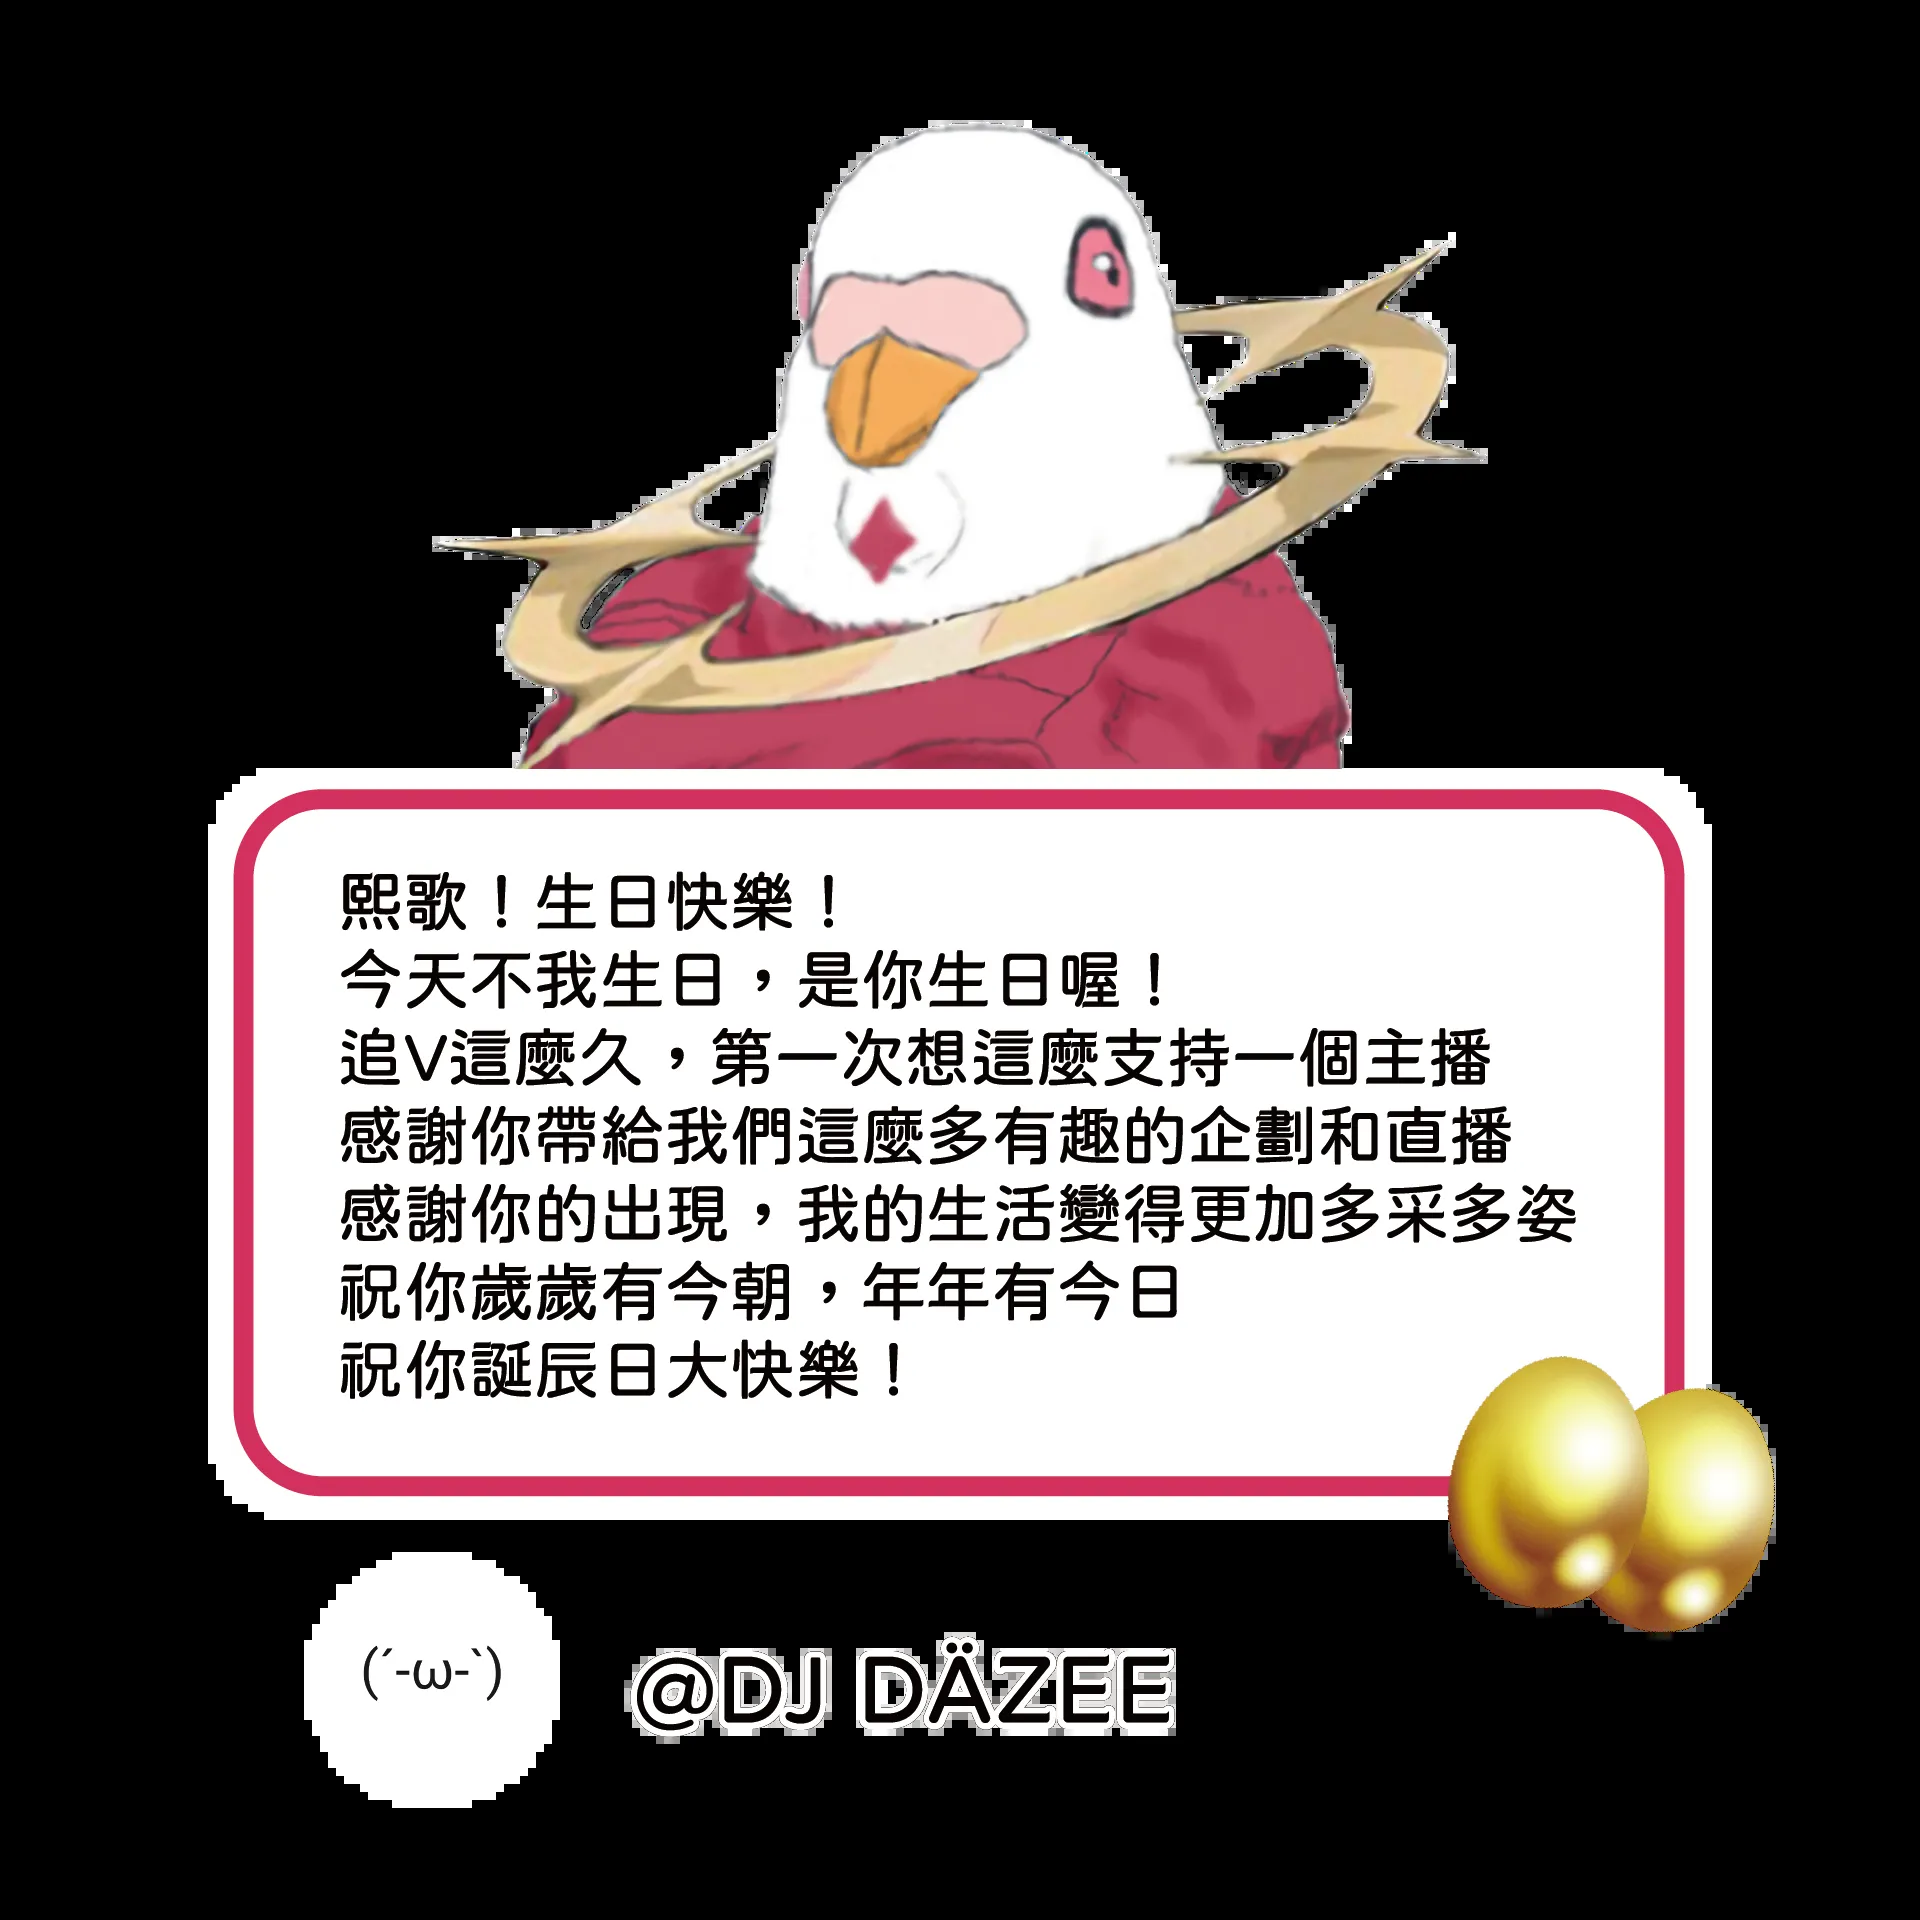 熙歌！生日快樂！
今天不我生日，是你生日喔！
追V這麼久，第一次想這麼支持一個主播
感謝你帶給我們這麼多有趣的企劃和直播
感謝你的出現，我的生活變得更加多采多姿
祝你歲歲有今朝，年年有今日
祝你誕辰日大快樂！
(´-ω-`)
@DJ DÄZEE